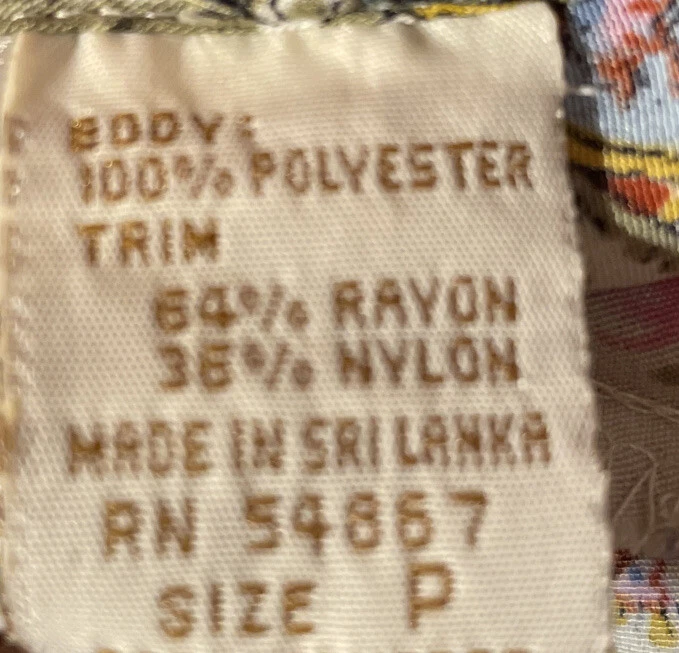 BODY:
100% POLYESTER
TRIM
64% RAYON
36% NYLON
MADE IN SRI LANKA
RN 54867
SIZE P